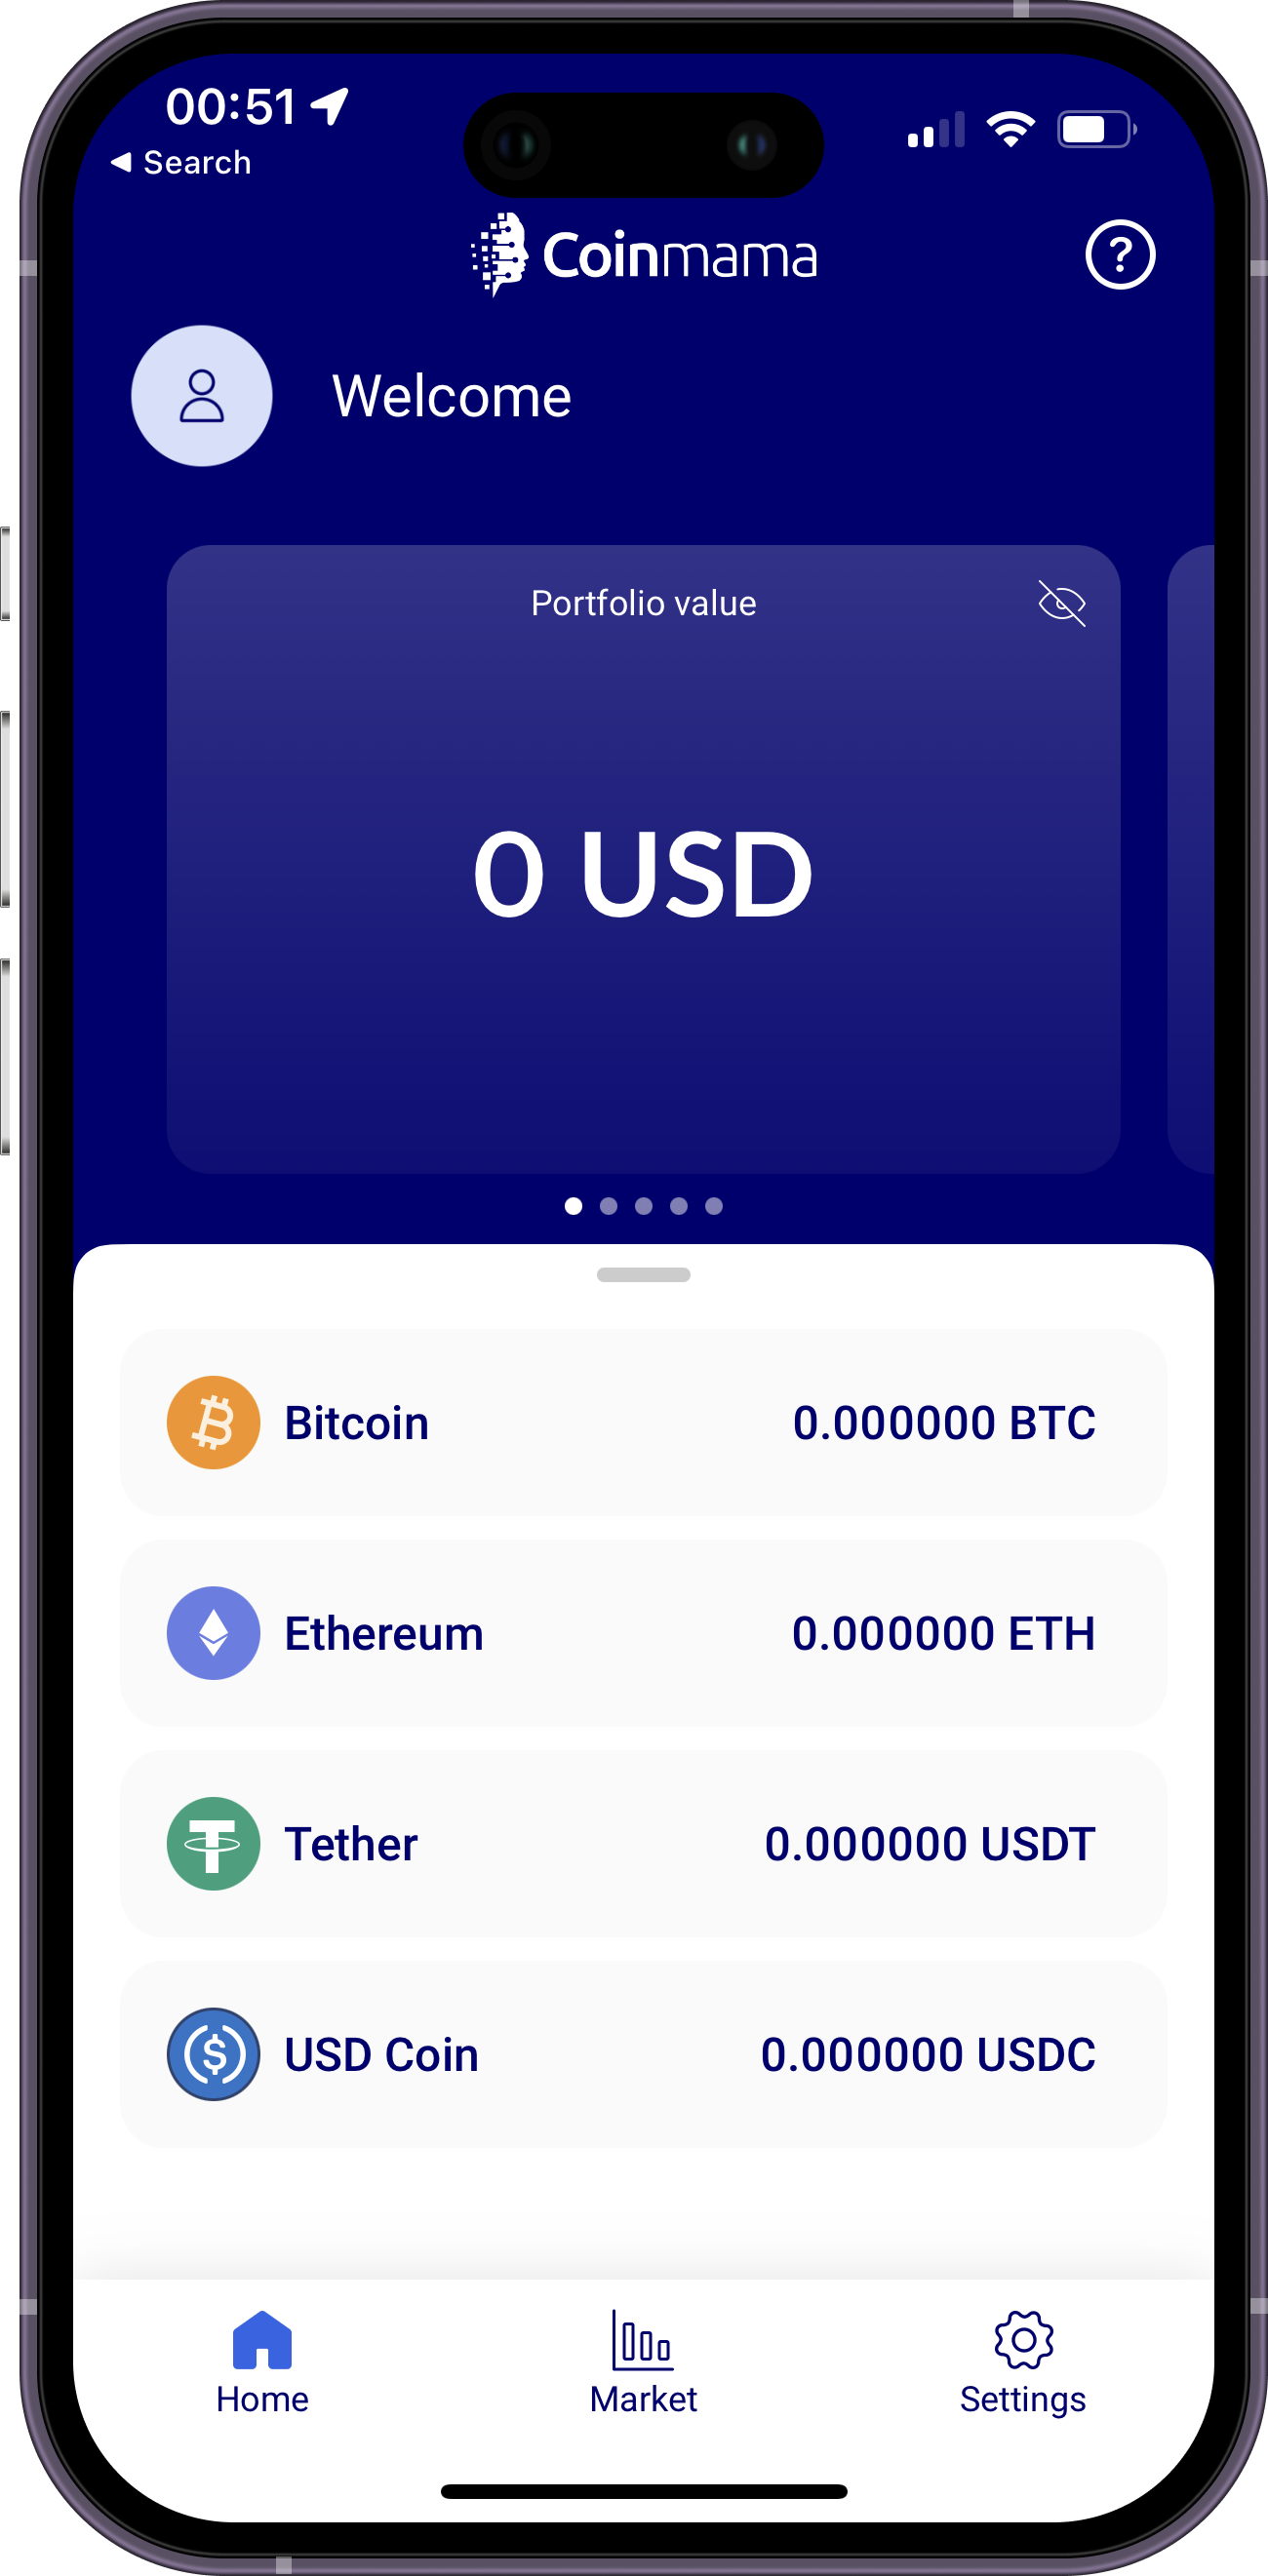 00:51
◀ Search
Coinmama
?
Welcome
Portfolio value
0 USD
Bitcoin 0.000000 BTC
Ethereum 0.000000 ETH
Tether 0.000000 USDT
USD Coin 0.000000 USDC
Home Market Settings